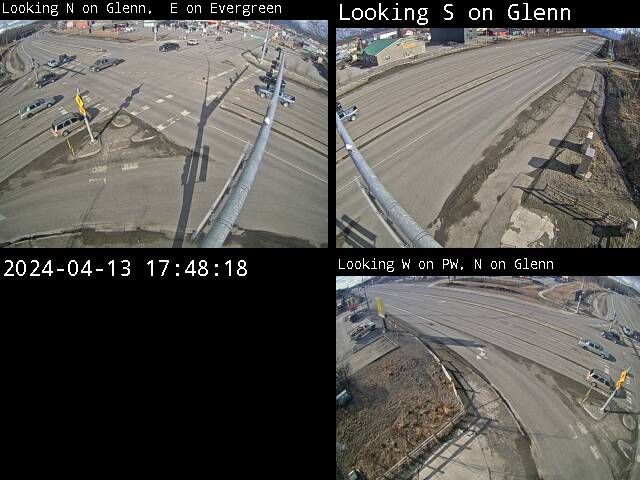 Looking N on Glenn,  E on Evergreen
Looking S on Glenn
2024-04-13 17:48:18
Looking W on PW, N on Glenn